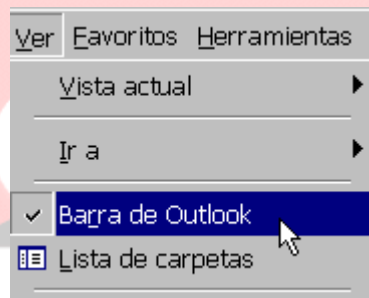 Ver Favoritos Herramientas
Vista actual
Ir a
Barra de Outlook
Lista de carpetas